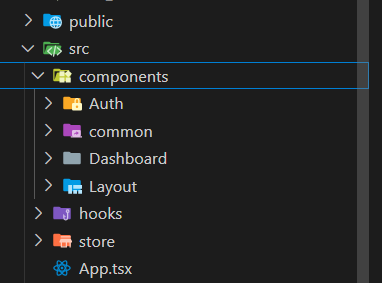 public
src
components
Auth
common
Dashboard
Layout
hooks
store
App.tsx